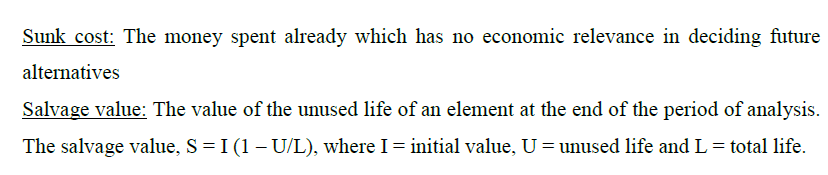 Sunk cost: The money spent already which has no economic relevance in deciding future
alternatives
Salvage value: The value of the unused life of an element at the end of the period of analysis.
The salvage value, S = I (1 – U/L), where I = initial value, U = unused life and L = total life.